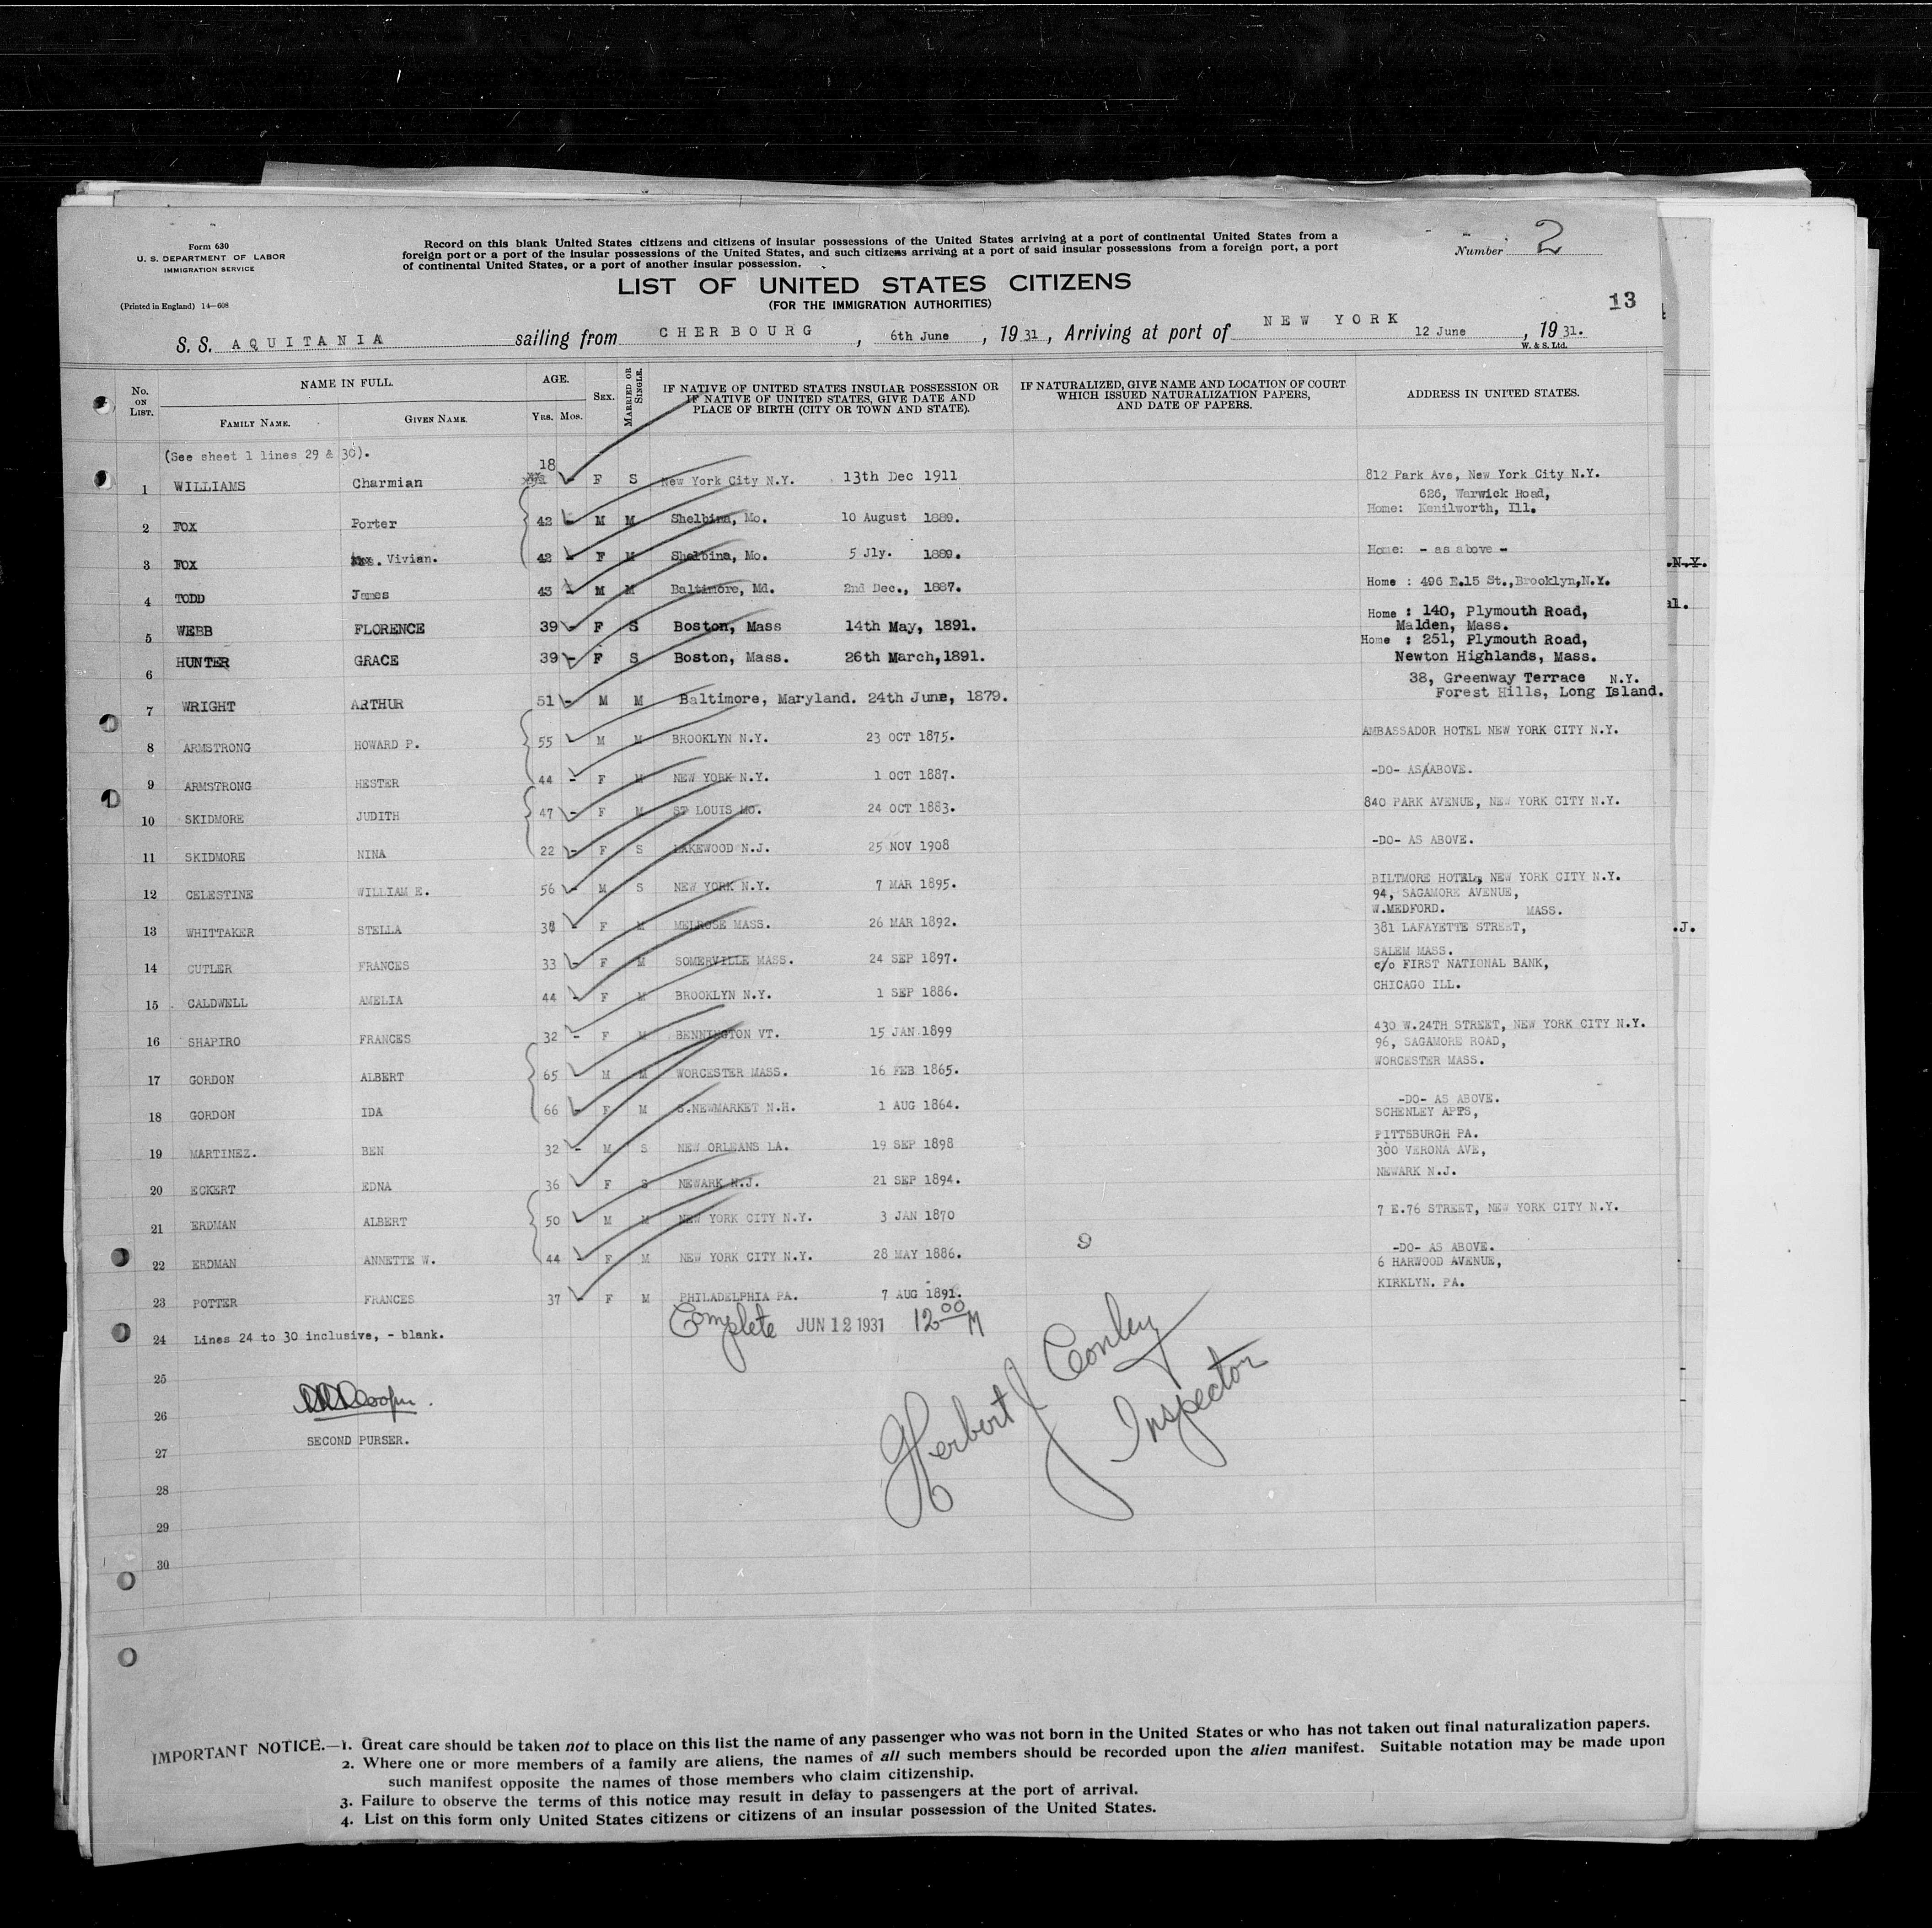 Form 630
U. S. DEPARTMENT OF LABOR
IMMIGRATION SERVICE
(Printed in England) 14—608
Record on this blank United States citizens and citizens of insular possessions of the United States arriving at a port of continental United States from a
foreign port or a port of the insular possessions of the United States, and such citizens arriving at a port of said insular possessions from a foreign port, a port
of continental United States, or a port of another insular possession.
Number 2
LIST OF UNITED STATES CITIZENS
(FOR THE IMMIGRATION AUTHORITIES)
13
S. S. AQUITANIA sailing from CHERBOURG, 6th June, 19 31, Arriving at port of NEW YORK 12 June, 19 31.
W. & S. Ltd.
No. ON LIST. NAME IN FULL. AGE. SEX. MARRIED OR SINGLE. IF NATIVE OF UNITED STATES INSULAR POSSESSION OR IF NATIVE OF UNITED STATES, GIVE DATE AND PLACE OF BIRTH (CITY OR TOWN AND STATE). IF NATURALIZED, GIVE NAME AND LOCATION OF COURT WHICH ISSUED NATURALIZATION PAPERS, AND DATE OF PAPERS. ADDRESS IN UNITED STATES.
FAMILY NAME. GIVEN NAME. YRS. MOS.
(See sheet 1 lines 29 & 30).
1 WILLIAMS Charmian 18 - F S New York City N.Y. 13th Dec 1911 812 Park Ave, New York City N.Y.
626, Warwick Road,
2 FOX Porter 42 - M M Shelbina, Mo. 10 August 1889. Home: Kenilworth, Ill.
3 FOX Mrs. Vivian. 42 - F M Shelbina, Mo. 5 Jly. 1889. Home: - as above -
4 TODD James 43 - M M Baltimore, Md. 2nd Dec., 1887. Home : 496 E.15 St.,Brooklyn,N.Y.
Home : 140, Plymouth Road,
5 WEBB FLORENCE 39 - F S Boston, Mass 14th May, 1891. Malden, Mass.
Home : 251, Plymouth Road,
6 HUNTER GRACE 39 - F S Boston, Mass. 26th March,1891. Newton Highlands, Mass.
38, Greenway Terrace N.Y.
7 WRIGHT ARTHUR 51 - M M Baltimore, Maryland. 24th June, 1879. Forest Hills, Long Island.
8 ARMSTRONG HOWARD P. 55 M M BROOKLYN N.Y. 23 OCT 1875. AMBASSADOR HOTEL NEW YORK CITY N.Y.
9 ARMSTRONG HESTER 44 - F M NEW YORK N.Y. 1 OCT 1887. -DO- AS ABOVE.
10 SKIDMORE JUDITH 47 - F M ST LOUIS MO. 24 OCT 1883. 840 PARK AVENUE, NEW YORK CITY N.Y.
11 SKIDMORE NINA 22 - F S LAKEWOOD N.J. 25 NOV 1908 -DO- AS ABOVE.
12 CELESTINE WILLIAM E. 56 - M S NEW YORK N.Y. 7 MAR 1895. BILTMORE HOTEL, NEW YORK CITY N.Y.
94, SAGAMORE AVENUE,
W.MEDFORD. MASS.
13 WHITTAKER STELLA 38 F M MELROSE MASS. 26 MAR 1892.
381 LAFAYETTE STREET,
14 CUTLER FRANCES 33 - F M SOMERVILLE MASS. 24 SEP 1897. SALEM MASS.
c/o FIRST NATIONAL BANK,
15 CALDWELL AMELIA 44 - F M BROOKLYN N.Y. 1 SEP 1886. CHICAGO ILL.
16 SHAPIRO FRANCES 32 - F M BENNINGTON VT. 15 JAN 1899 430 W.24TH STREET, NEW YORK CITY N.Y.
96, SAGAMORE ROAD,
17 GORDON ALBERT 65 M M WORCESTER MASS. 16 FEB 1865. WORCESTER MASS.
18 GORDON IDA 66 - F M S.NEWMARKET N.H. 1 AUG 1864. -DO- AS ABOVE.
SCHENLEY APTS,
19 MARTINEZ. BEN 32 - M S NEW ORLEANS LA. 19 SEP 1898 PITTSBURGH PA.
300 VERONA AVE,
20 ECKERT EDNA 36 F S NEWARK N.J. 21 SEP 1894. NEWARK N.J.
21 ERDMAN ALBERT 50 M M NEW YORK CITY N.Y. 3 JAN 1870 7 E.76 STREET, NEW YORK CITY N.Y.
22 ERDMAN ANNETTE W. 44 - F M NEW YORK CITY N.Y. 28 MAY 1886. -DO- AS ABOVE.
6 HARWOOD AVENUE,
23 POTTER FRANCES 37 - F M PHILADELPHIA PA. 7 AUG 1891. KIRKLYN. PA.
24 Lines 24 to 30 inclusive, - blank. Complete JUN 12 1931 12 00 M
25
Herbert J Conley
Inspector
26
27 SECOND PURSER.
28
29
30
.N.Y.
al.
.J.
IMPORTANT NOTICE.—1. Great care should be taken not to place on this list the name of any passenger who was not born in the United States or who has not taken out final naturalization papers.
2. Where one or more members of a family are aliens, the names of all such members should be recorded upon the alien manifest. Suitable notation may be made upon
such manifest opposite the names of those members who claim citizenship.
3. Failure to observe the terms of this notice may result in delay to passengers at the port of arrival.
4. List on this form only United States citizens or citizens of an insular possession of the United States.